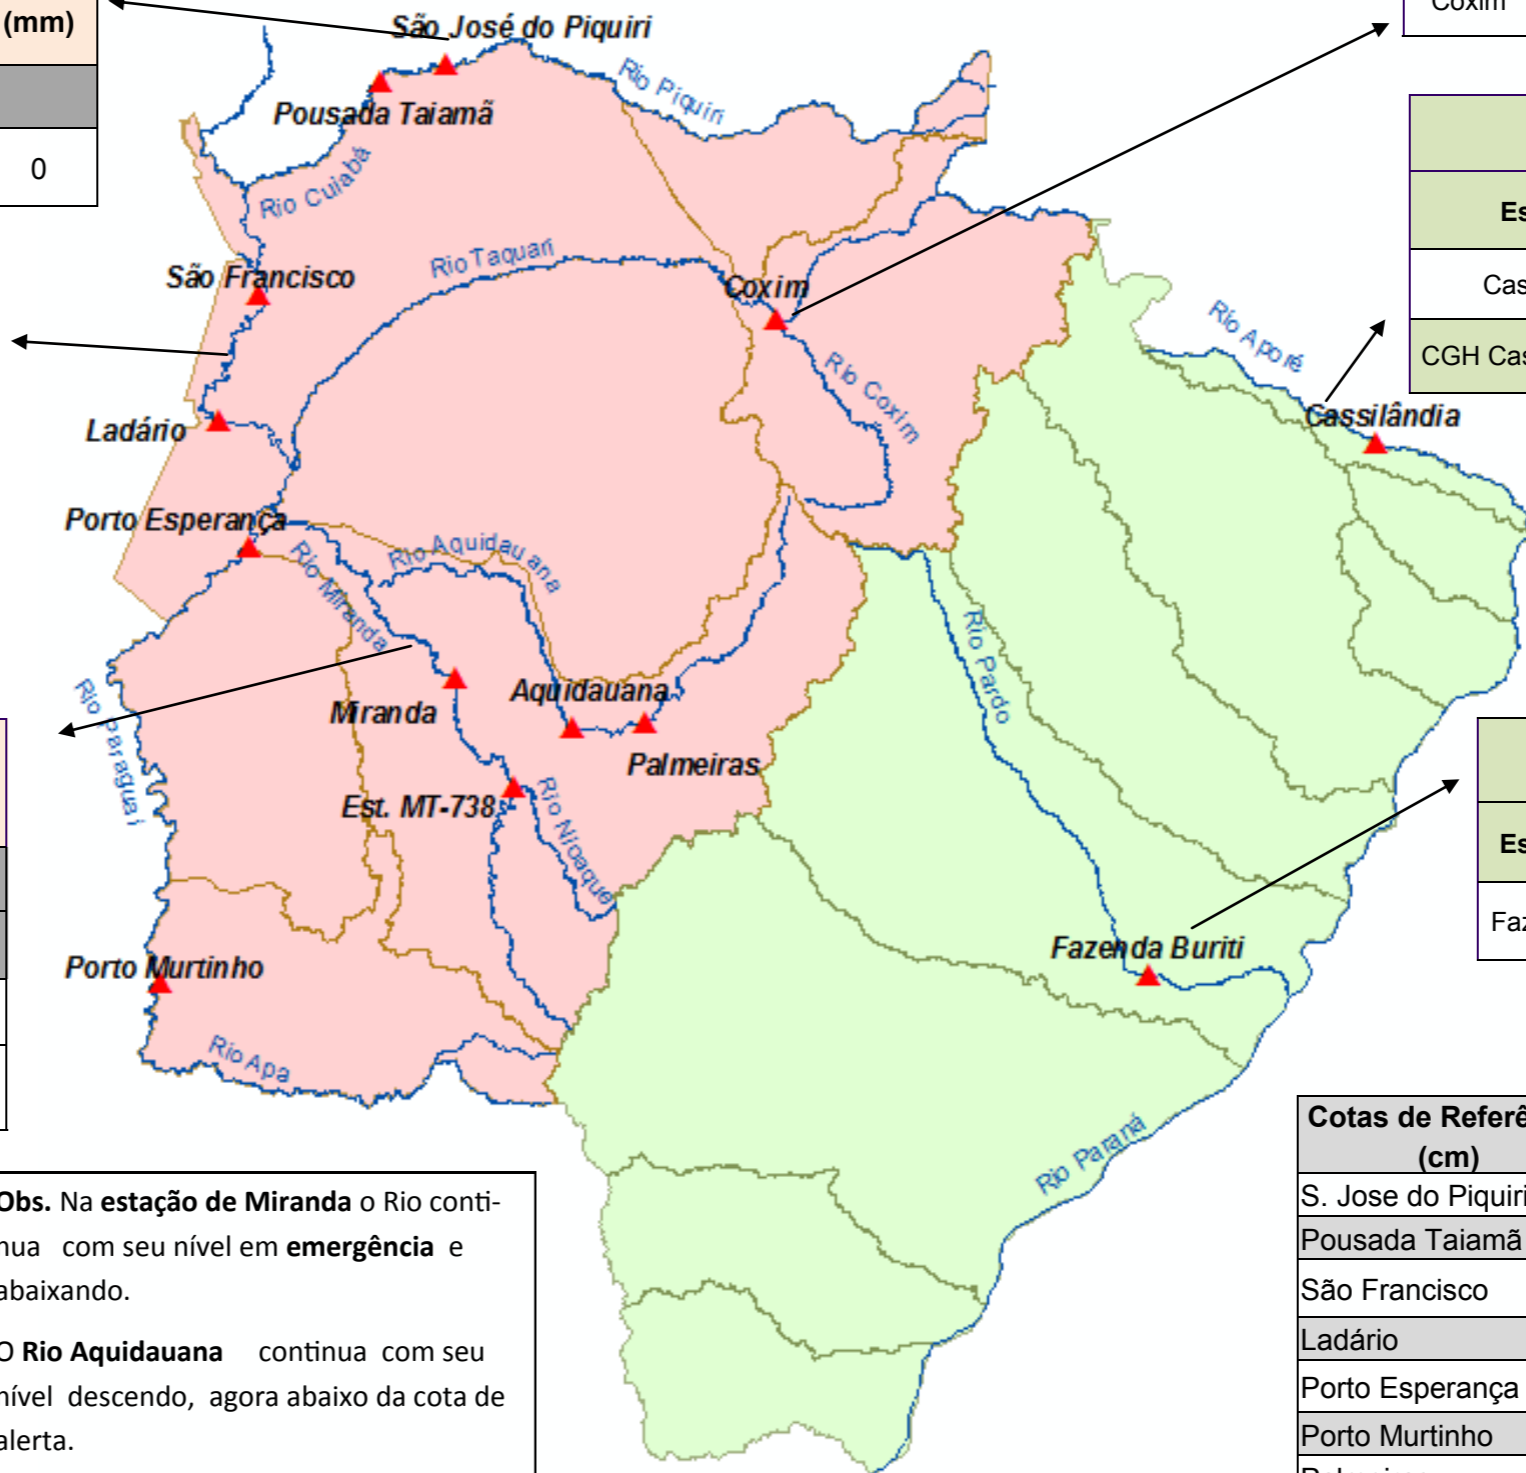 (mm)
0
Coxim
São José do Piquiri
Rio Piquiri
Pousada Taiamã
Rio Cuiabá
Rio Taquari
São Francisco
Coxim
Rio Coxim
Rio Aporé
Cassilândia
Es
Cas
CGH Cas
Ladário
Porto Esperança
Rio Miranda
Rio Aquidauana
Rio Pardo
Rio Paraguai
Miranda
Aquidauana
Palmeiras
Est. MT-738
Rio Nioaque
Es
Faz
Fazenda Buriti
Porto Murtinho
Rio Apa
Rio Paraná
Obs. Na estação de Miranda o Rio conti-
nua com seu nível em emergência e
abaixando.
O Rio Aquidauana continua com seu
nível descendo, agora abaixo da cota de
alerta.
Cotas de Referê
(cm)
S. Jose do Piquiri
Pousada Taiamã
São Francisco
Ladário
Porto Esperança
Porto Murtinho
Palmeiras